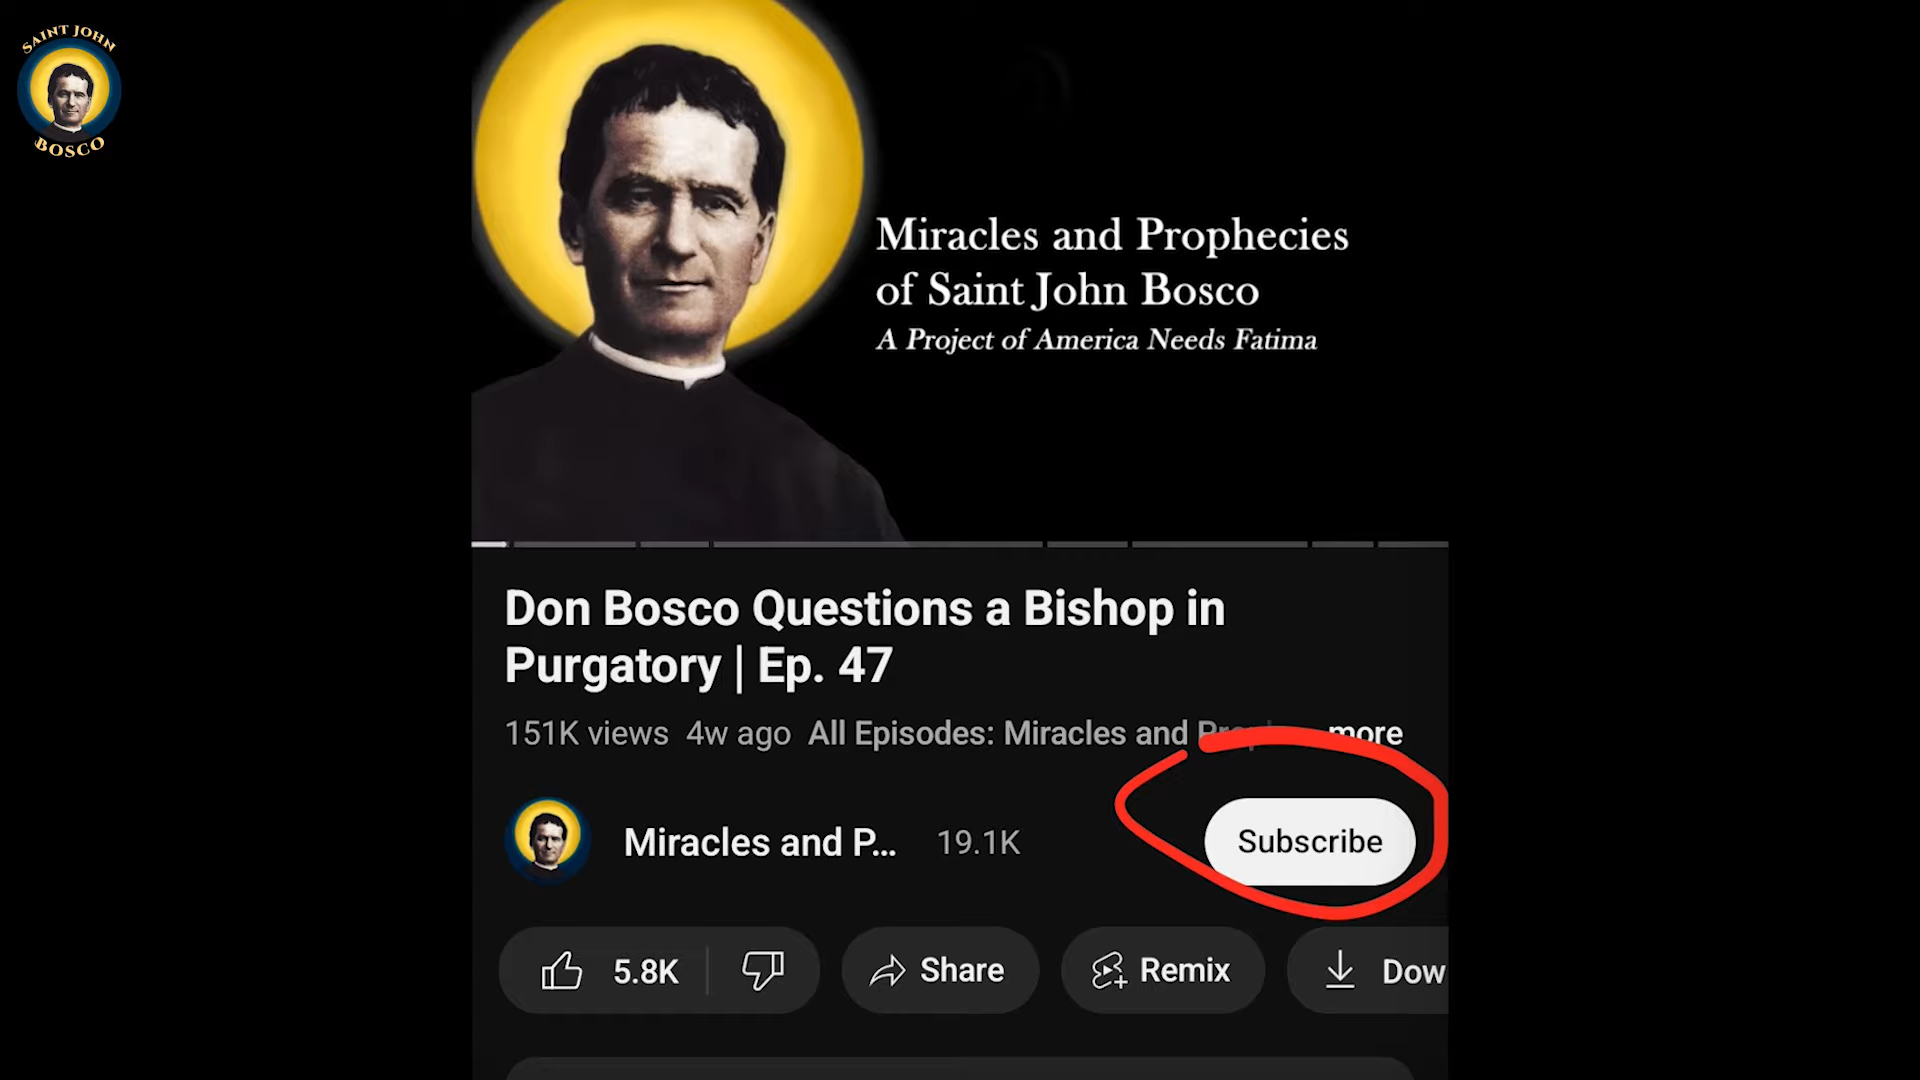 SAINT JOHN
BOSCO
Miracles and Prophecies
of Saint John Bosco
A Project of America Needs Fatima
Don Bosco Questions a Bishop in
Purgatory | Ep. 47
151K views 4w ago All Episodes: Miracles and ...more
Miracles and P... 19.1K
Subscribe
5.8K
Share
Remix
Dow